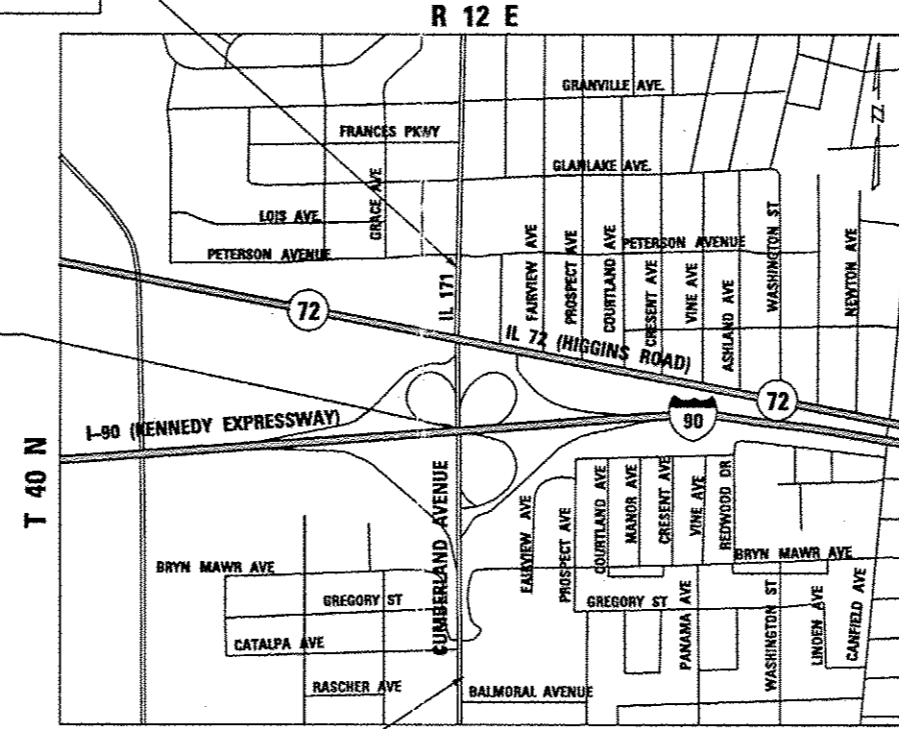 R 12 E
GRANVILLE AVE.
FRANCES PKWY
GLANLAKE AVE.
GRACE AVE
LOIS AVE.
PETERSON AVENUE
IL 171
FAIRVIEW AVE
PROSPECT AVE
COURTLAND AVE
PETERSON AVENUE
CRESENT AVE
VINE AVE
ASHLAND AVE
WASHINGTON ST
NEWTON AVE
72
IL 72 (HIGGINS ROAD)
72
I-90 (KENNEDY EXPRESSWAY)
90
T 40 N
CUMBERLAND AVENUE
FAIRVIEW AVE
PROSPECT AVE
COURTLAND AVE
MANOR AVE
CRESENT AVE
VINE AVE
REDWOOD DR
BRYN MAWR AVE
BRYN MAWR AVE
GREGORY ST
GREGORY ST
CATALPA AVE
PANAMA AVE
WASHINGTON ST
LINDEN AVE
CANFIELD AVE
RASCHER AVE
BALMORAL AVENUE